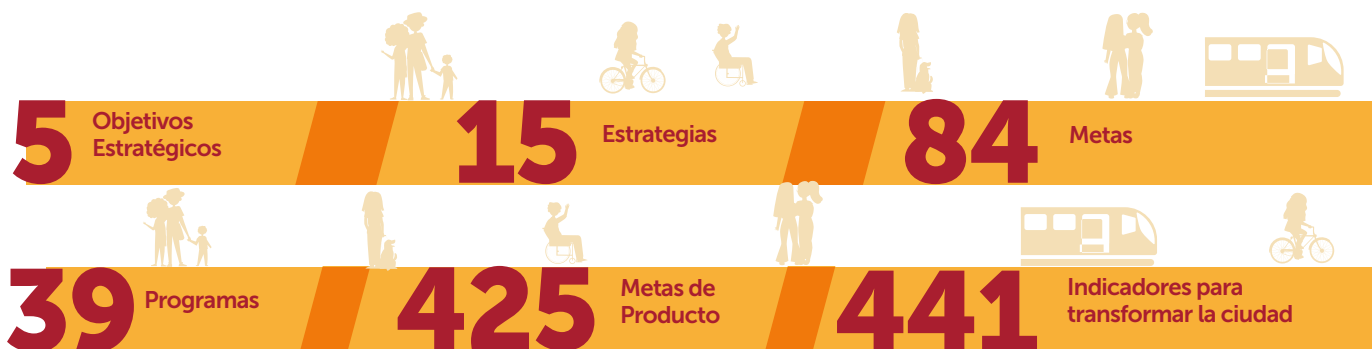 5 Objetivos
Estratégicos
15 Estrategias
84 Metas
39 Programas
425 Metas de
Producto
441 Indicadores para
transformar la ciudad